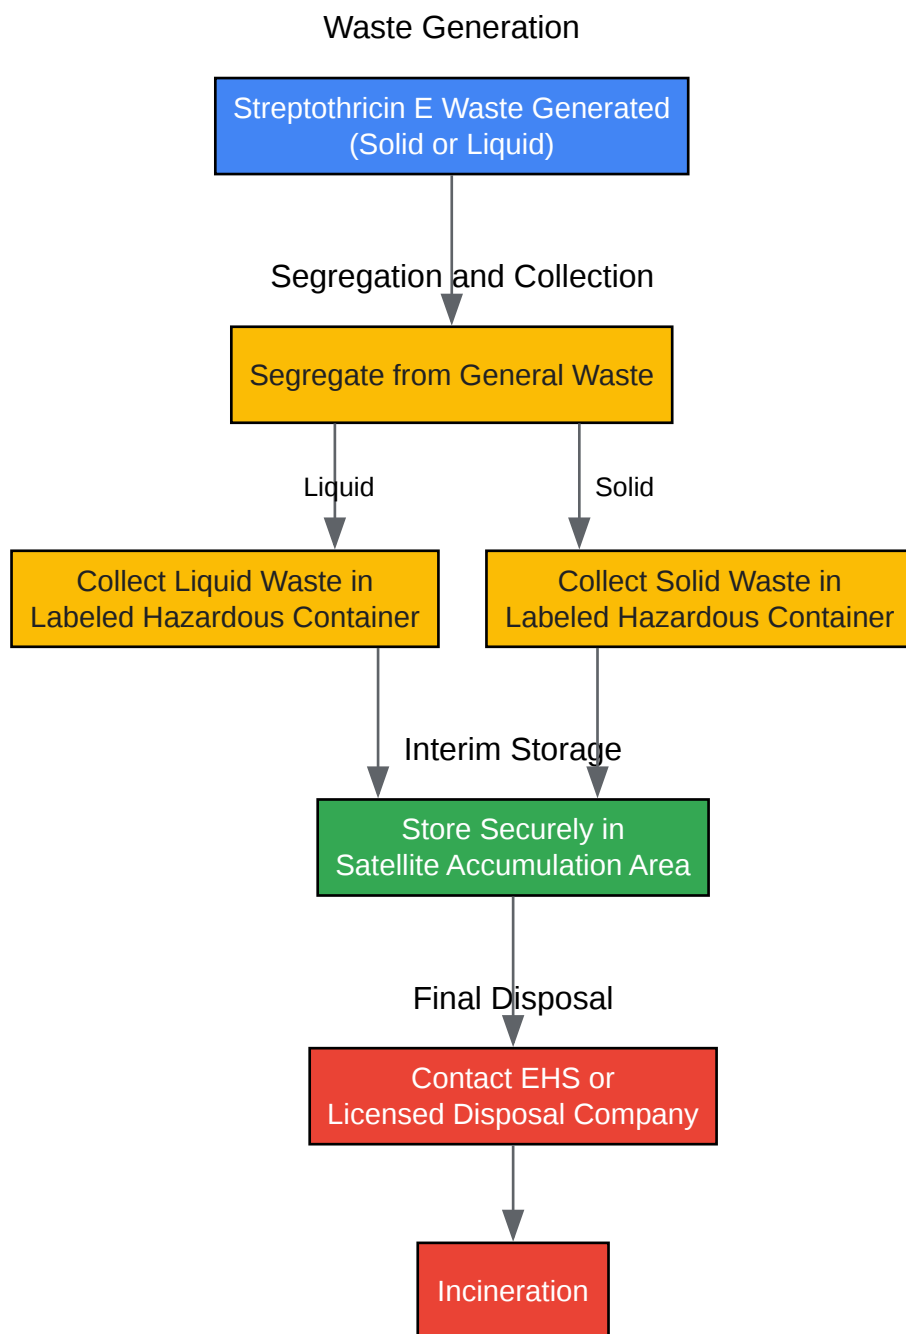 Waste Generation
Streptothricin E Waste Generated
(Solid or Liquid)
Segregation and Collection
Segregate from General Waste
Liquid
Solid
Collect Liquid Waste in
Labeled Hazardous Container
Collect Solid Waste in
Labeled Hazardous Container
Interim Storage
Store Securely in
Satellite Accumulation Area
Final Disposal
Contact EHS or
Licensed Disposal Company
Incineration